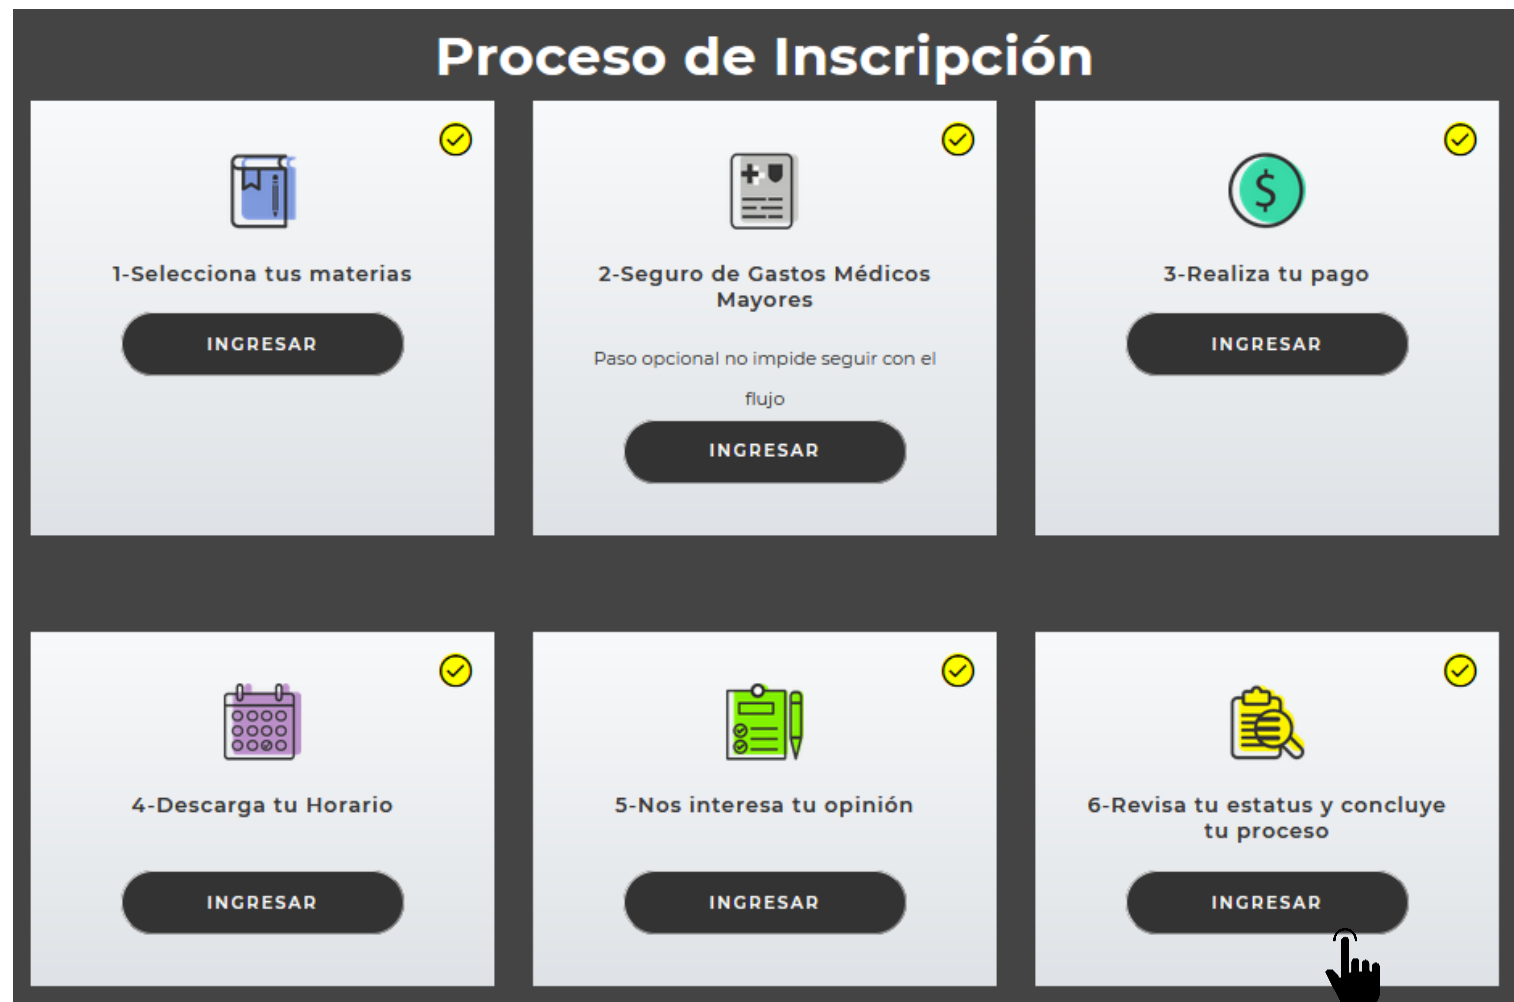 Proceso de Inscripción
1-Selecciona tus materias
INGRESAR
2-Seguro de Gastos Médicos
Mayores
Paso opcional no impide seguir con el
flujo
INGRESAR
3-Realiza tu pago
INGRESAR
4-Descarga tu Horario
INGRESAR
5-Nos interesa tu opinión
INGRESAR
6-Revisa tu estatus y concluye
tu proceso
INGRESAR